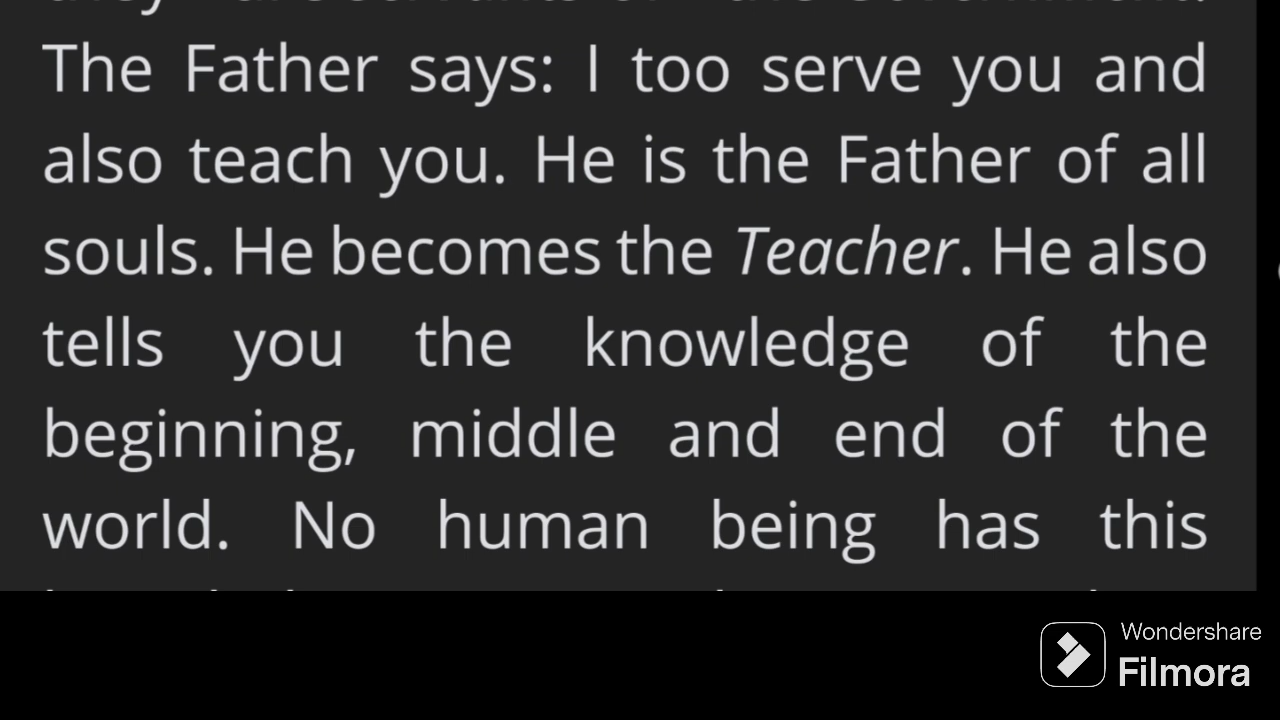 The Father says: I too serve you and
also teach you. He is the Father of all
souls. He becomes the Teacher. He also
tells you the knowledge of the
beginning, middle and end of the
world. No human being has this
Wondershare
Filmora